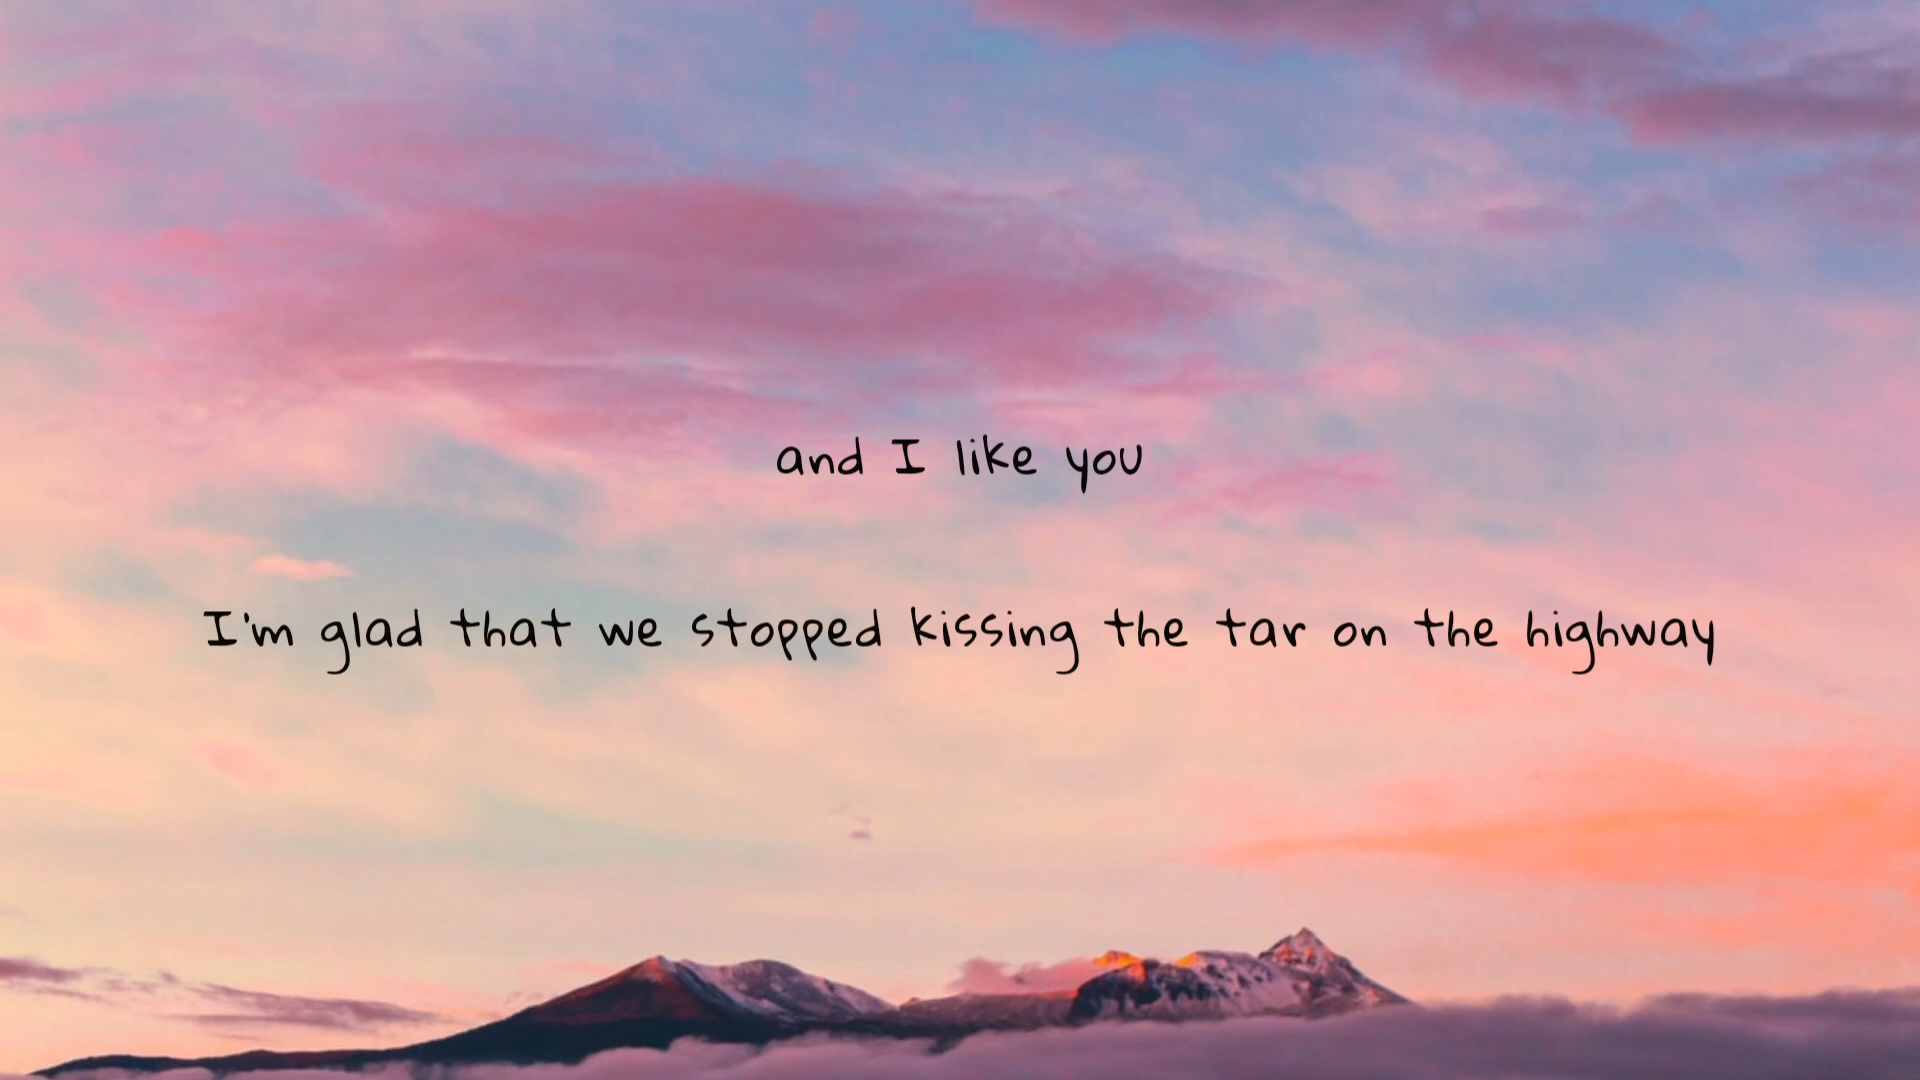 and I like you
I'm glad that we stopped kissing the tar on the highway